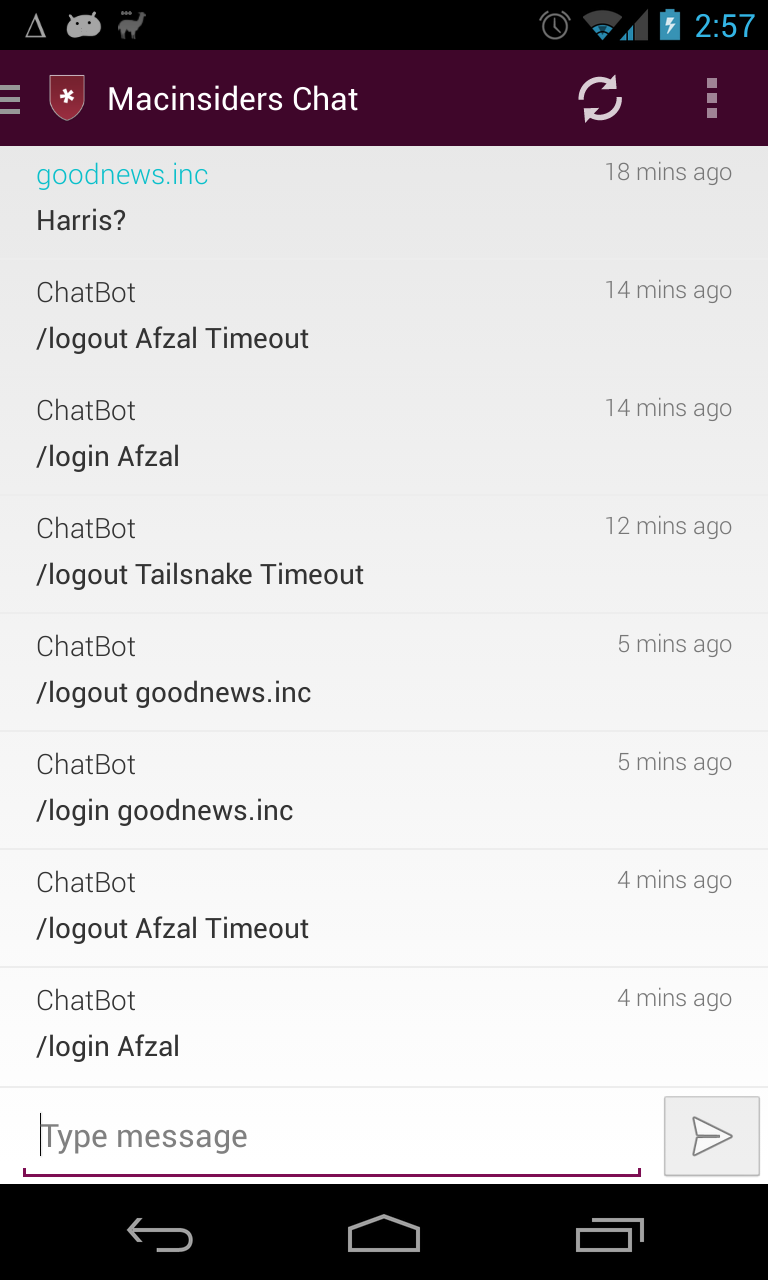 2:57
Macinsiders Chat
goodnews.inc 18 mins ago
Harris?
ChatBot 14 mins ago
/logout Afzal Timeout
ChatBot 14 mins ago
/login Afzal
ChatBot 12 mins ago
/logout Tailsnake Timeout
ChatBot 5 mins ago
/logout goodnews.inc
ChatBot 5 mins ago
/login goodnews.inc
ChatBot 4 mins ago
/logout Afzal Timeout
ChatBot 4 mins ago
/login Afzal
Type message